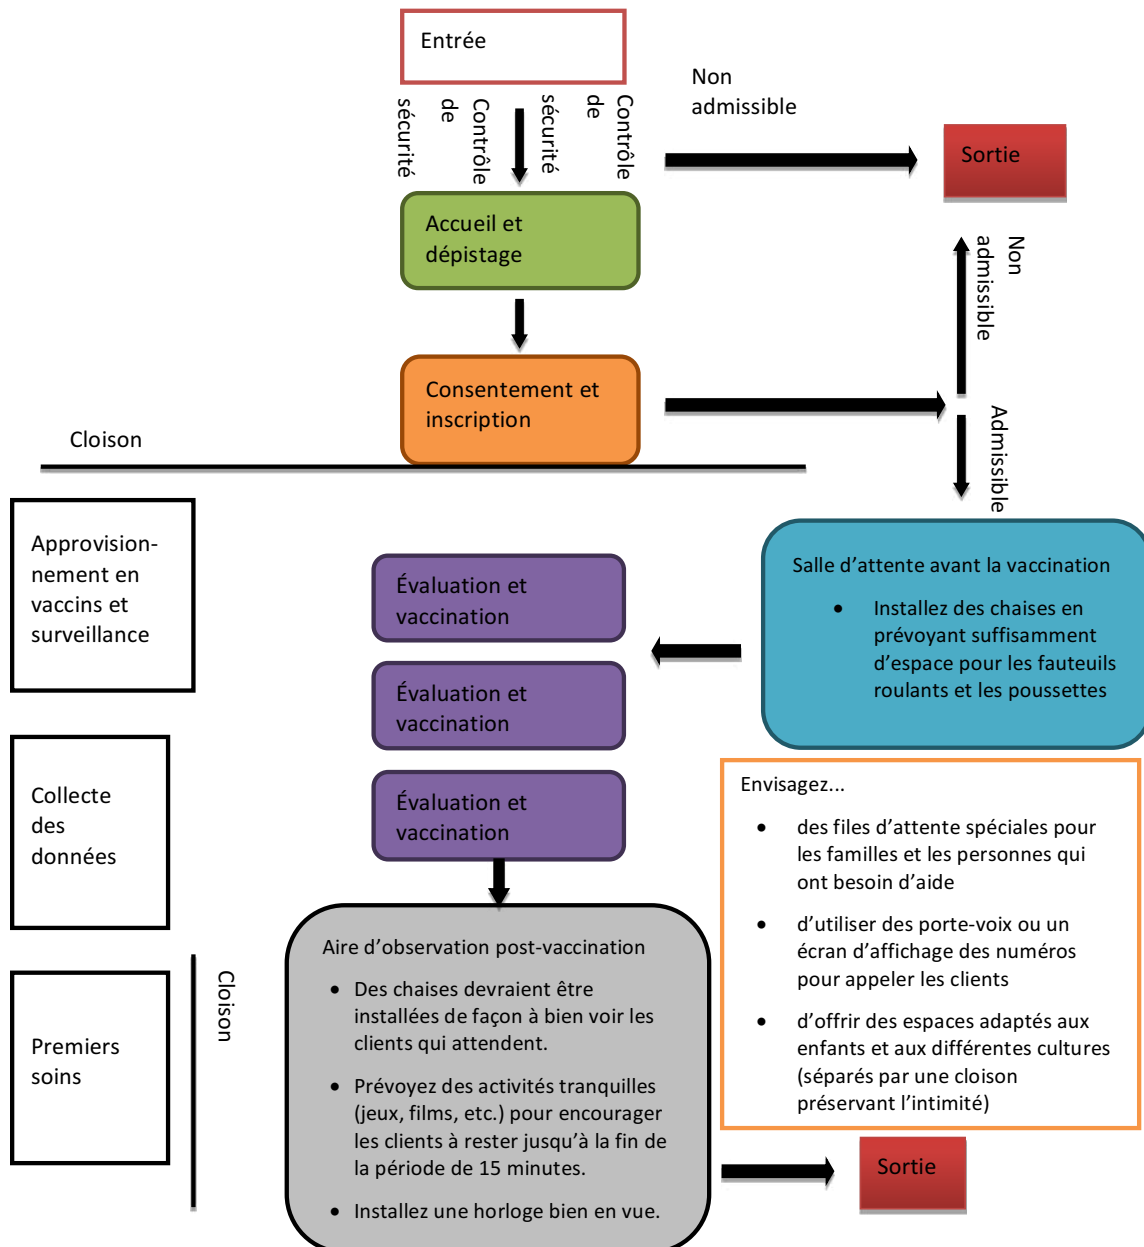 Entrée
Contrôle
de
sécurité
Contrôle
de
sécurité
Non
admissible
Sortie
Accueil et
dépistage
Non
admissible
Consentement et
inscription
Admissible
Cloison
Approvision-
nement en
vaccins et
surveillance
Évaluation et
vaccination
Salle d’attente avant la vaccination
• Installez des chaises en
prévoyant suffisamment
d’espace pour les fauteuils
roulants et les poussettes
Évaluation et
vaccination
Collecte
des
données
Évaluation et
vaccination
Envisagez...
• des files d’attente spéciales pour
les familles et les personnes qui
ont besoin d’aide
• d’utiliser des porte-voix ou un
écran d’affichage des numéros
pour appeler les clients
• d’offrir des espaces adaptés aux
enfants et aux différentes cultures
(séparés par une cloison
préservant l’intimité)
Premiers
soins
Cloison
Aire d’observation post-vaccination
• Des chaises devraient être
installées de façon à bien voir les
clients qui attendent.
• Prévoyez des activités tranquilles
(jeux, films, etc.) pour encourager
les clients à rester jusqu’à la fin de
la période de 15 minutes.
• Installez une horloge bien en vue.
Sortie